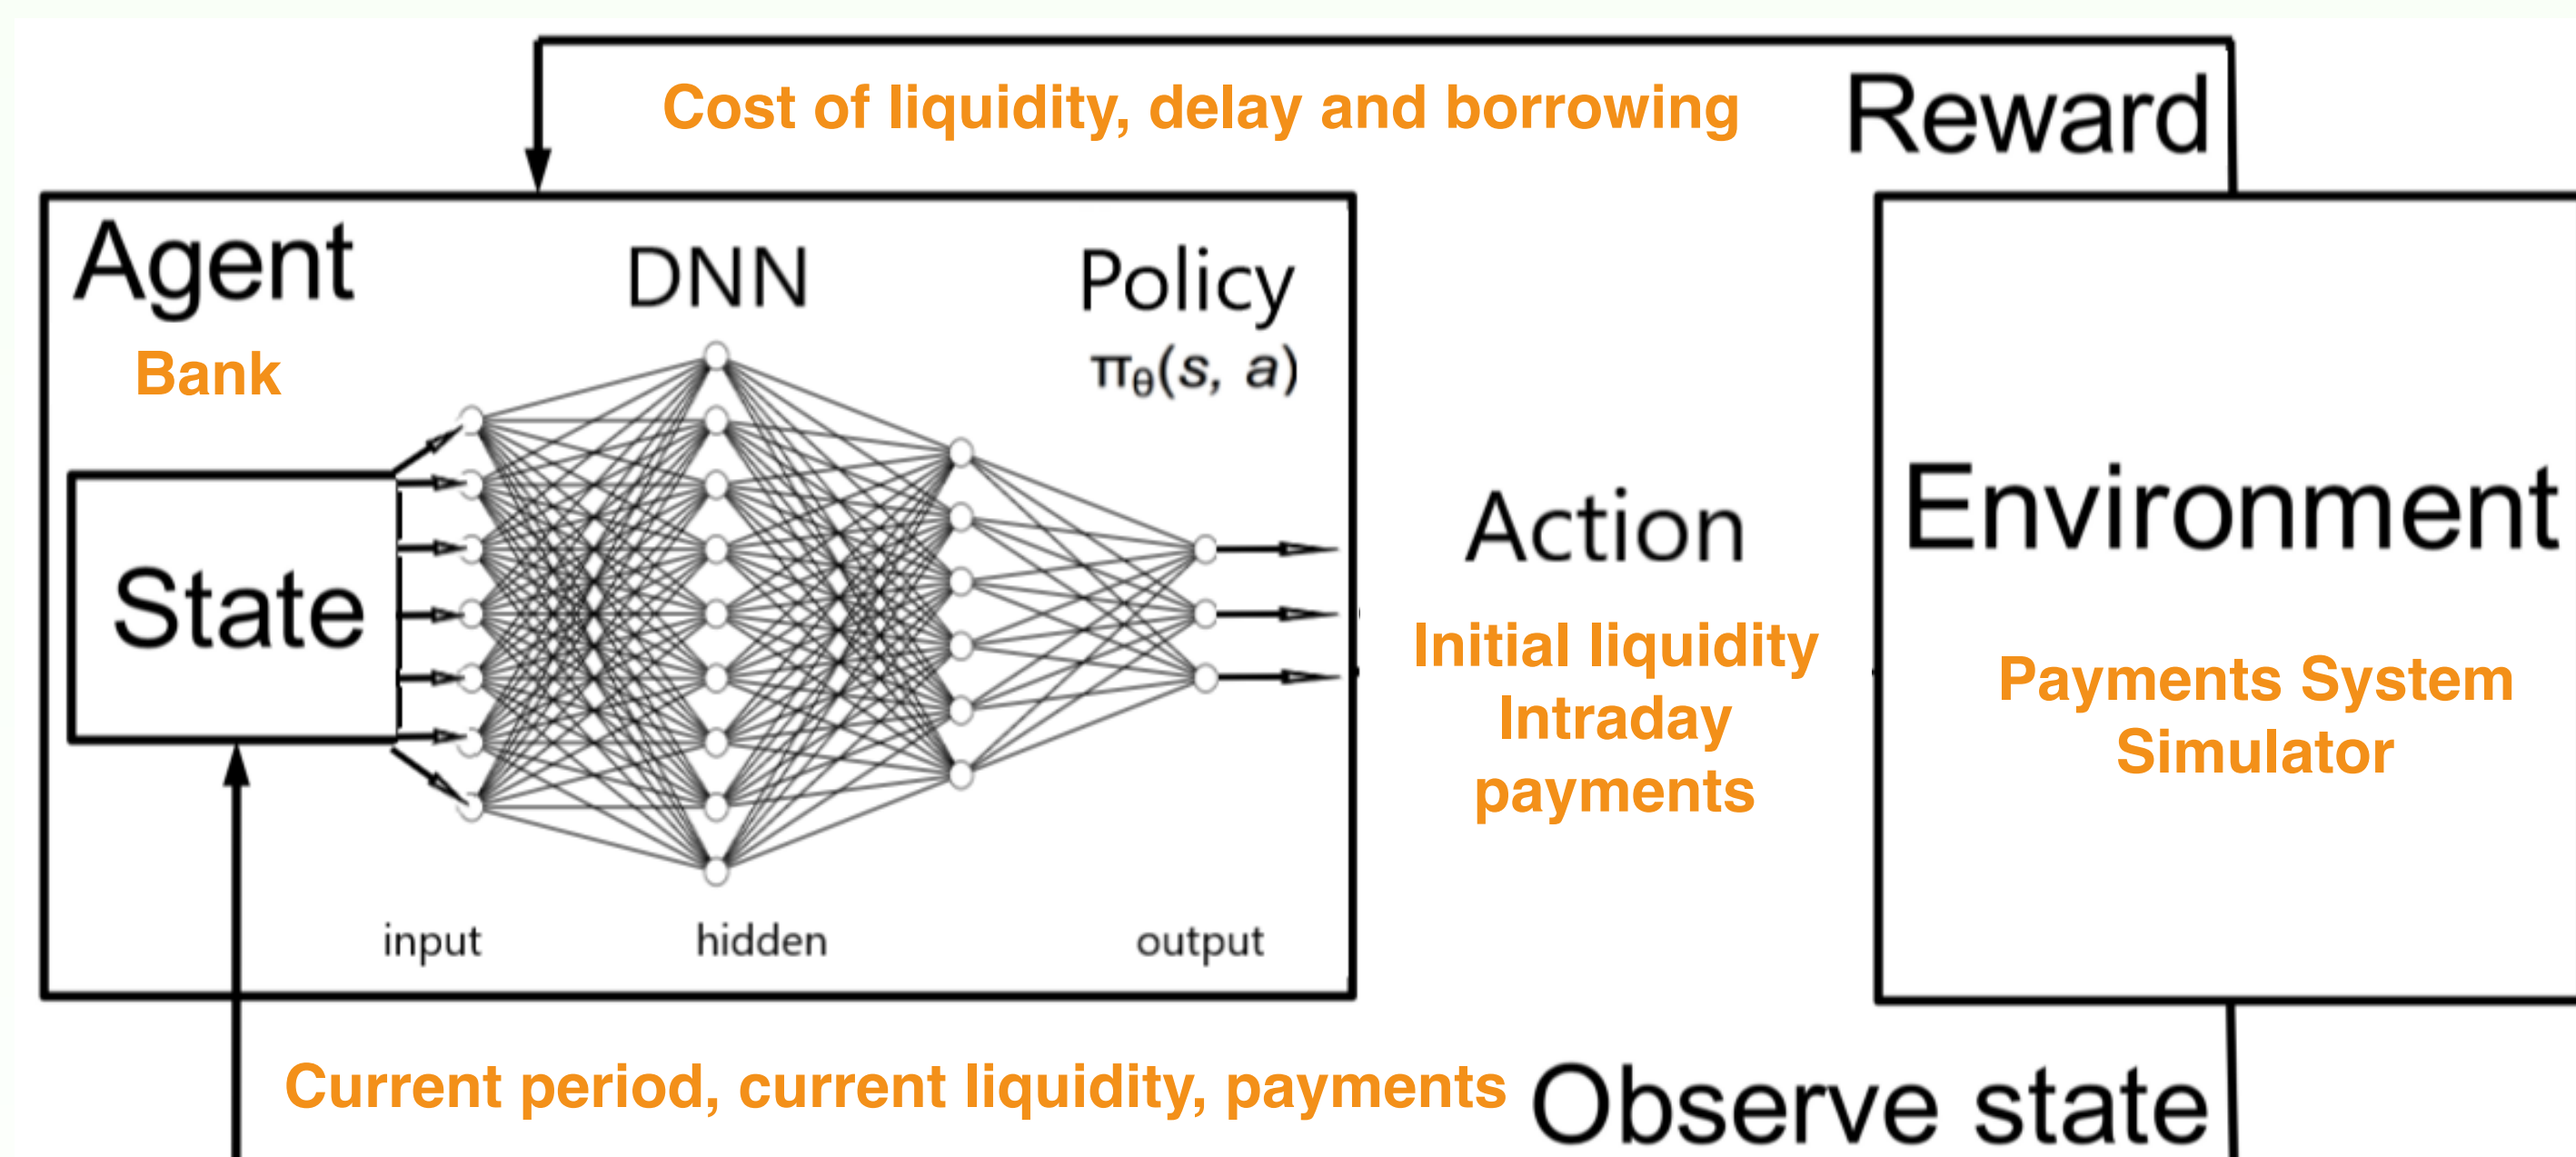 Cost of liquidity, delay and borrowing
Reward
Agent
Bank
DNN
Policy
πθ(s, a)
State
Action
Initial liquidity
Intraday
payments
Environment
Payments System
Simulator
input
hidden
output
Current period, current liquidity, payments
Observe state